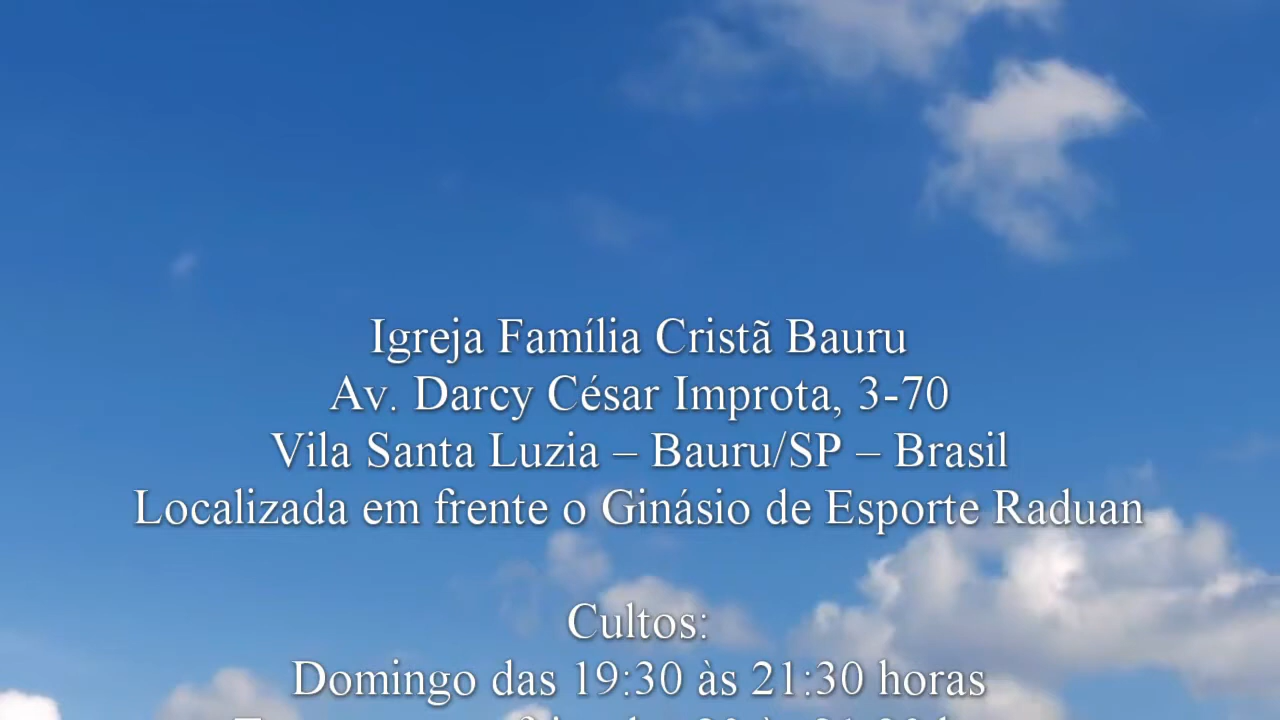 Igreja Família Cristã Bauru
Av. Darcy César Improta, 3-70
Vila Santa Luzia – Bauru/SP – Brasil
Localizada em frente o Ginásio de Esporte Raduan
Cultos:
Domingo das 19:30 às 21:30 horas